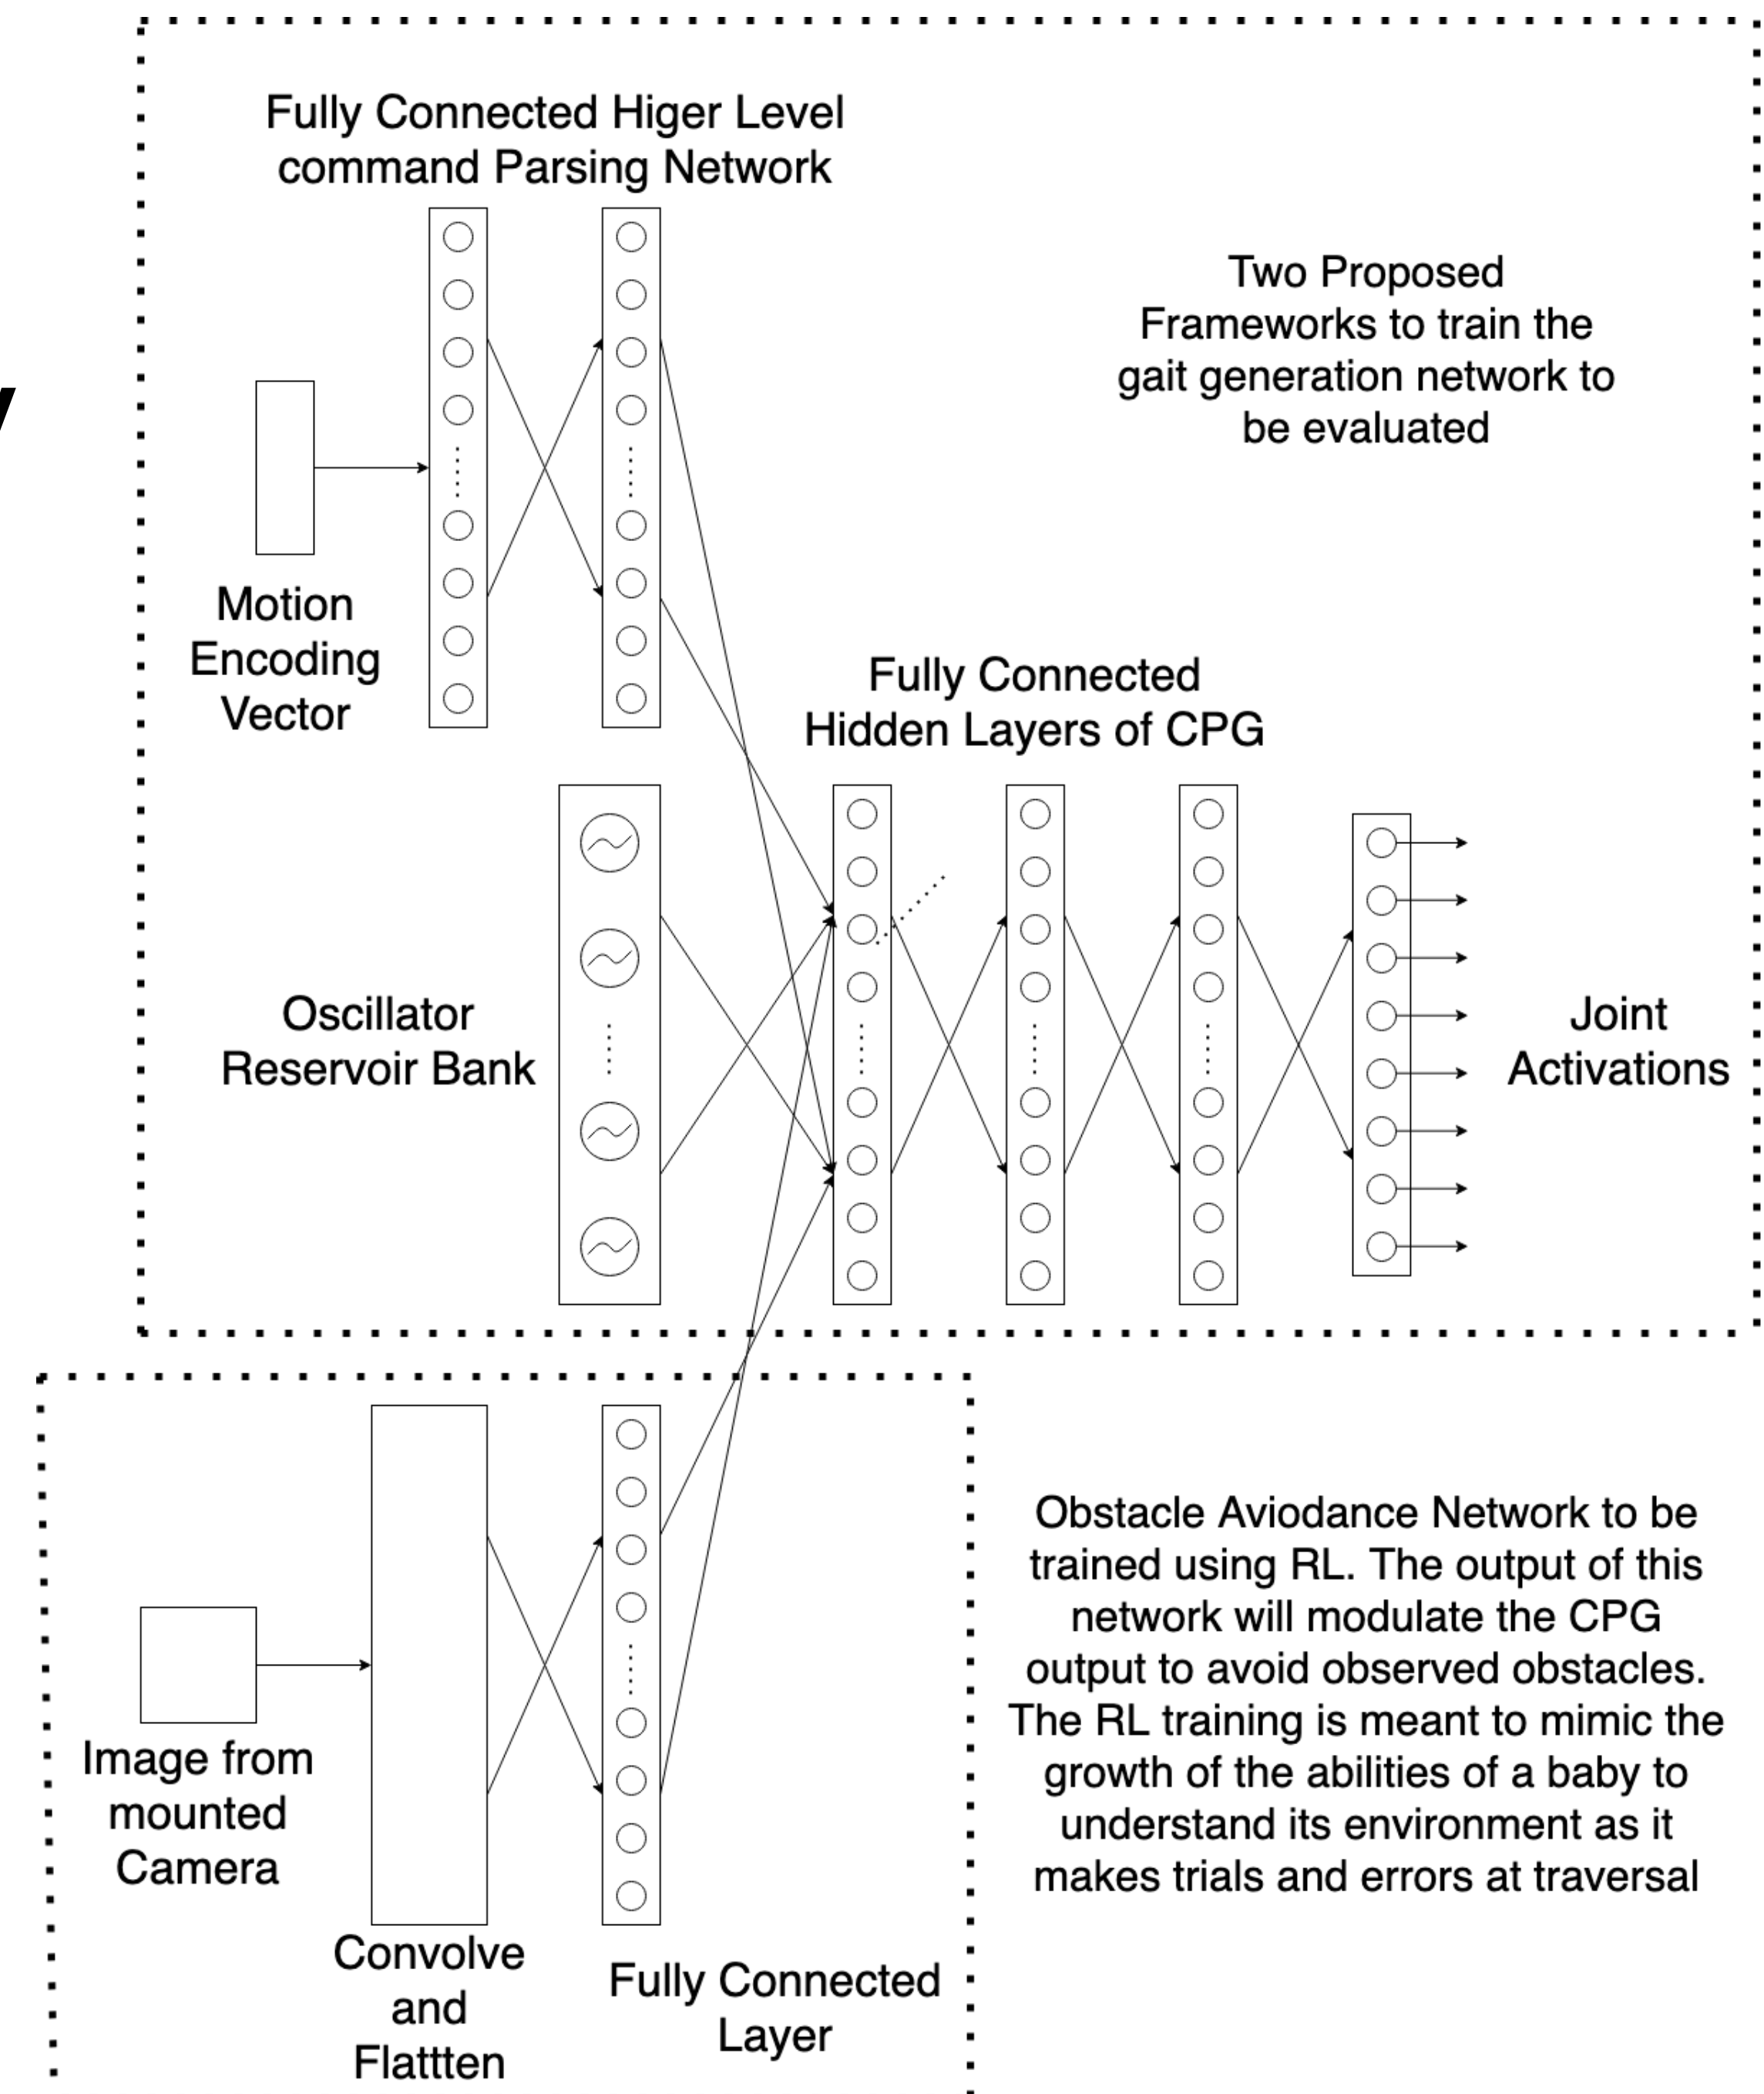 Fully Connected Higer Level
command Parsing Network
Two Proposed
Frameworks to train the
gait generation network to
be evaluated
Motion
Encoding
Vector
Fully Connected
Hidden Layers of CPG
Oscillator
Reservoir Bank
Joint
Activations
Obstacle Aviodance Network to be
trained using RL. The output of this
network will modulate the CPG
output to avoid observed obstacles.
The RL training is meant to mimic the
growth of the abilities of a baby to
understand its environment as it
makes trials and errors at traversal
Image from
mounted
Camera
Convolve
and
Flattten
Fully Connected
Layer